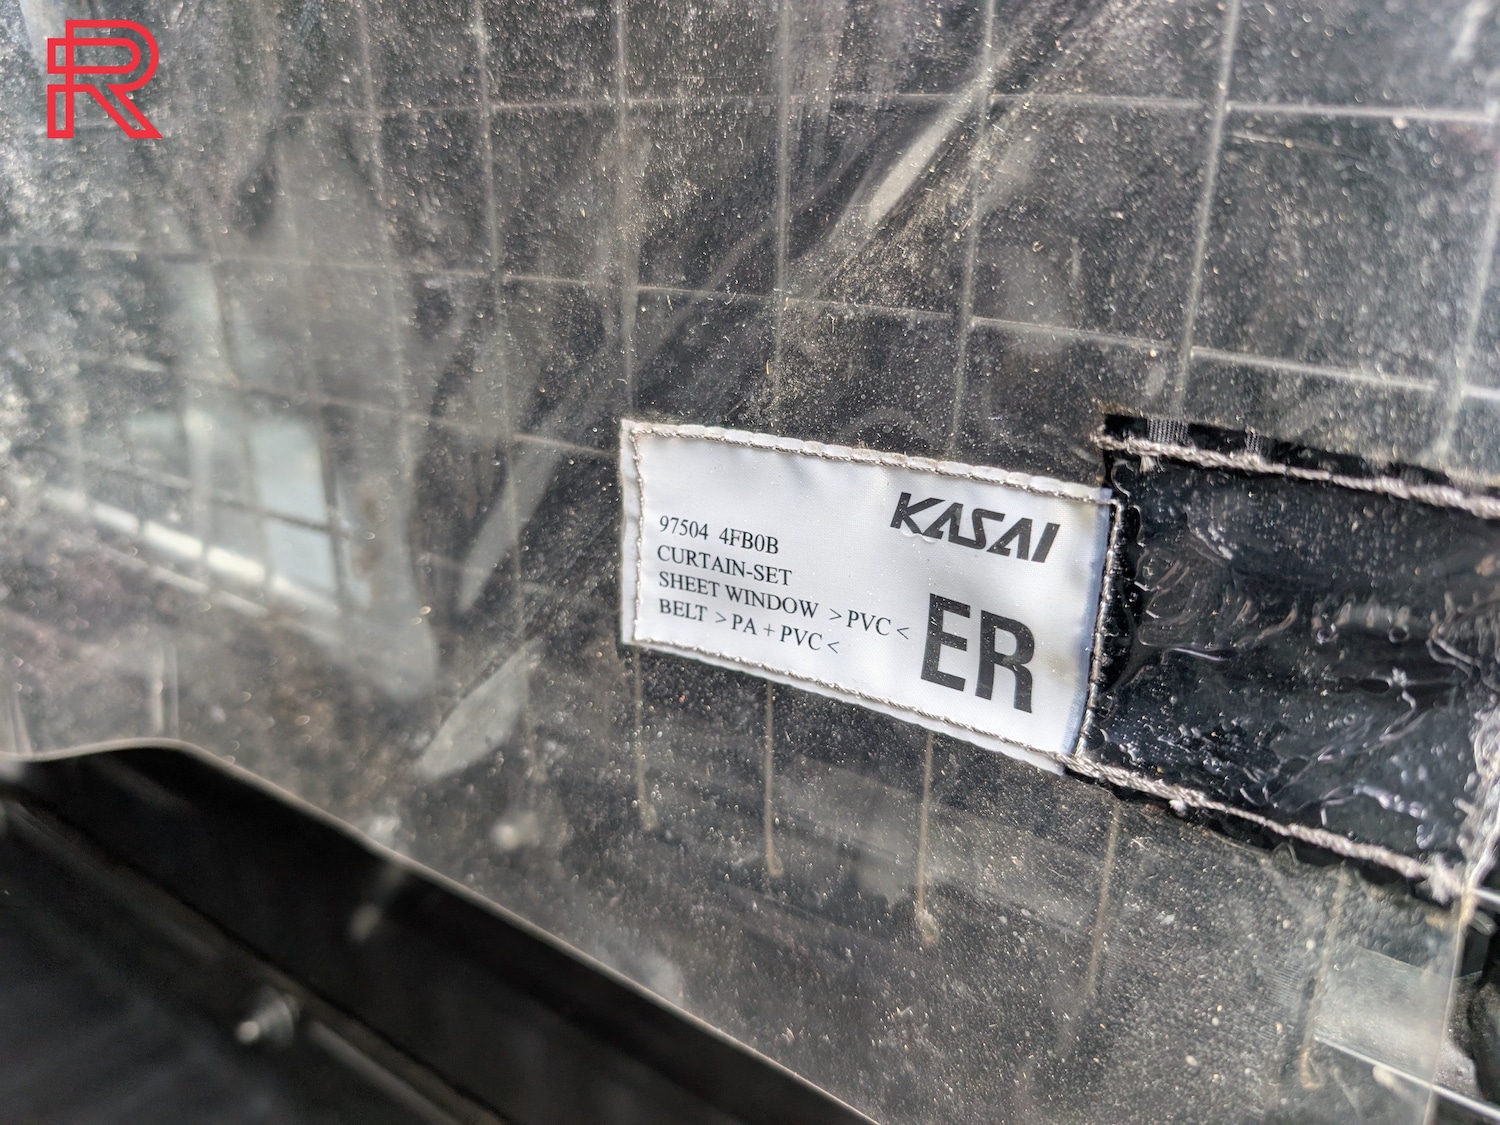 R
KASAI
97504 4FB0B
CURTAIN-SET
SHEET WINDOW >PVC<
BELT >PA+PVC<
ER